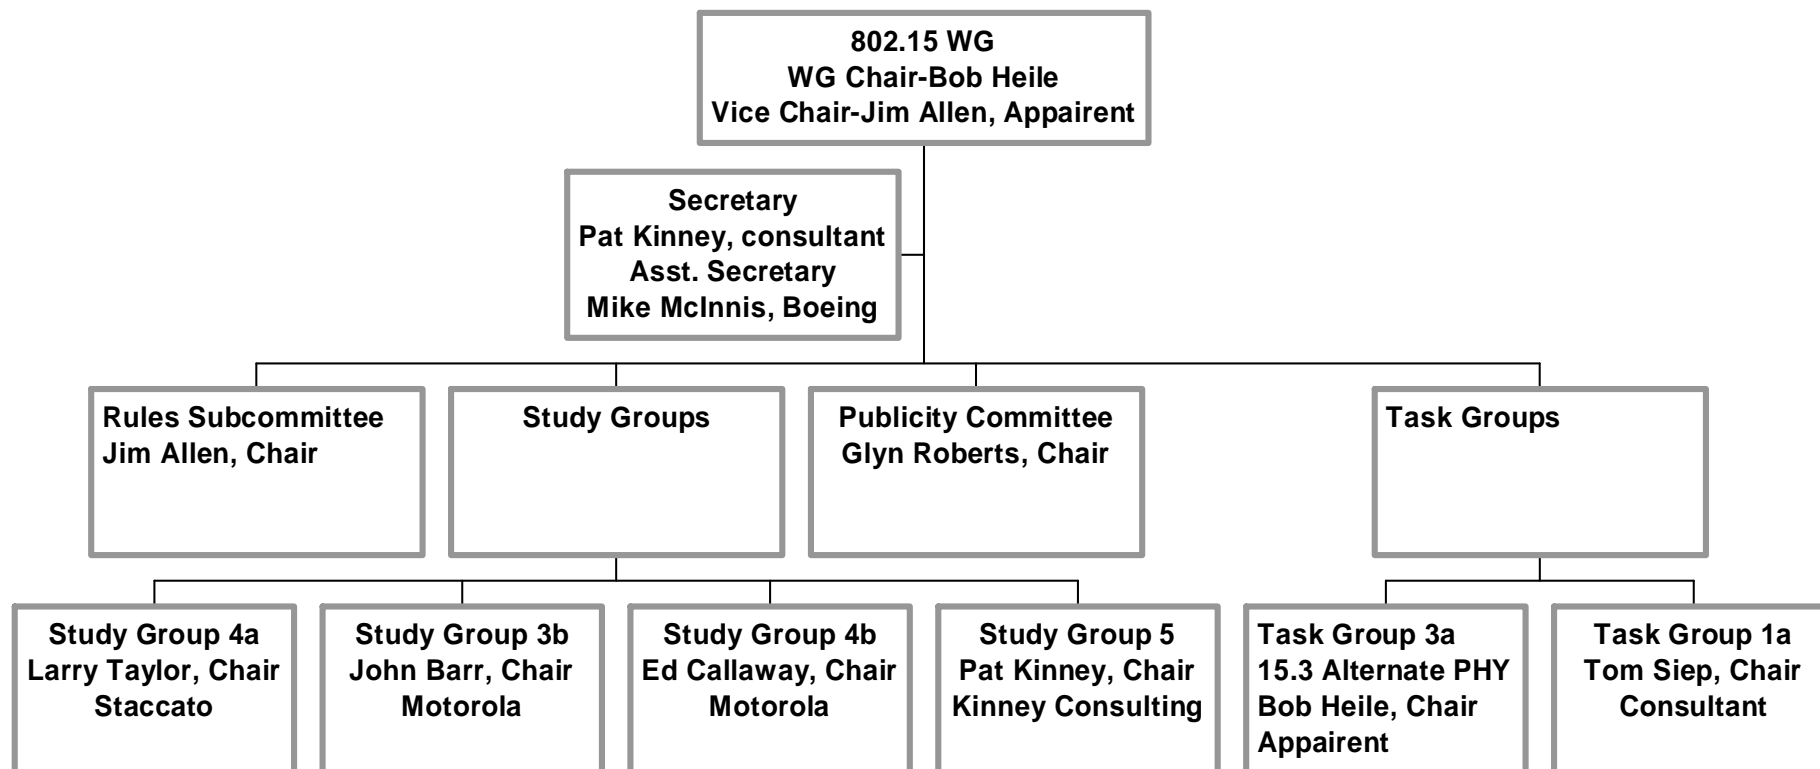 802.15 WG
WG Chair-Bob Heile
Vice Chair-Jim Allen, Appairent
Secretary
Pat Kinney, consultant
Asst. Secretary
Mike McInnis, Boeing
Rules Subcommittee
Jim Allen, Chair
Study Groups
Publicity Committee
Glyn Roberts, Chair
Task Groups
Study Group 4a
Larry Taylor, Chair
Staccato
Study Group 3b
John Barr, Chair
Motorola
Study Group 4b
Ed Callaway, Chair
Motorola
Study Group 5
Pat Kinney, Chair
Kinney Consulting
Task Group 3a
15.3 Alternate PHY
Bob Heile, Chair
Appairent
Task Group 1a
Tom Siep, Chair
Consultant